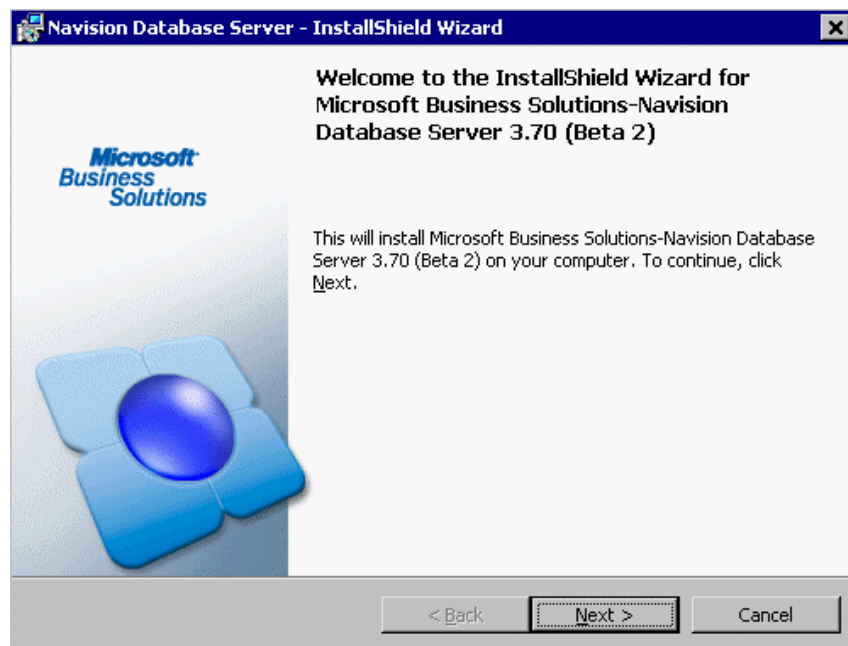 Navision Database Server - InstallShield Wizard
Welcome to the InstallShield Wizard for
Microsoft Business Solutions-Navision
Database Server 3.70 (Beta 2)
Microsoft
Business
Solutions
This will install Microsoft Business Solutions-Navision Database
Server 3.70 (Beta 2) on your computer. To continue, click
Next.
< Back
Next >
Cancel